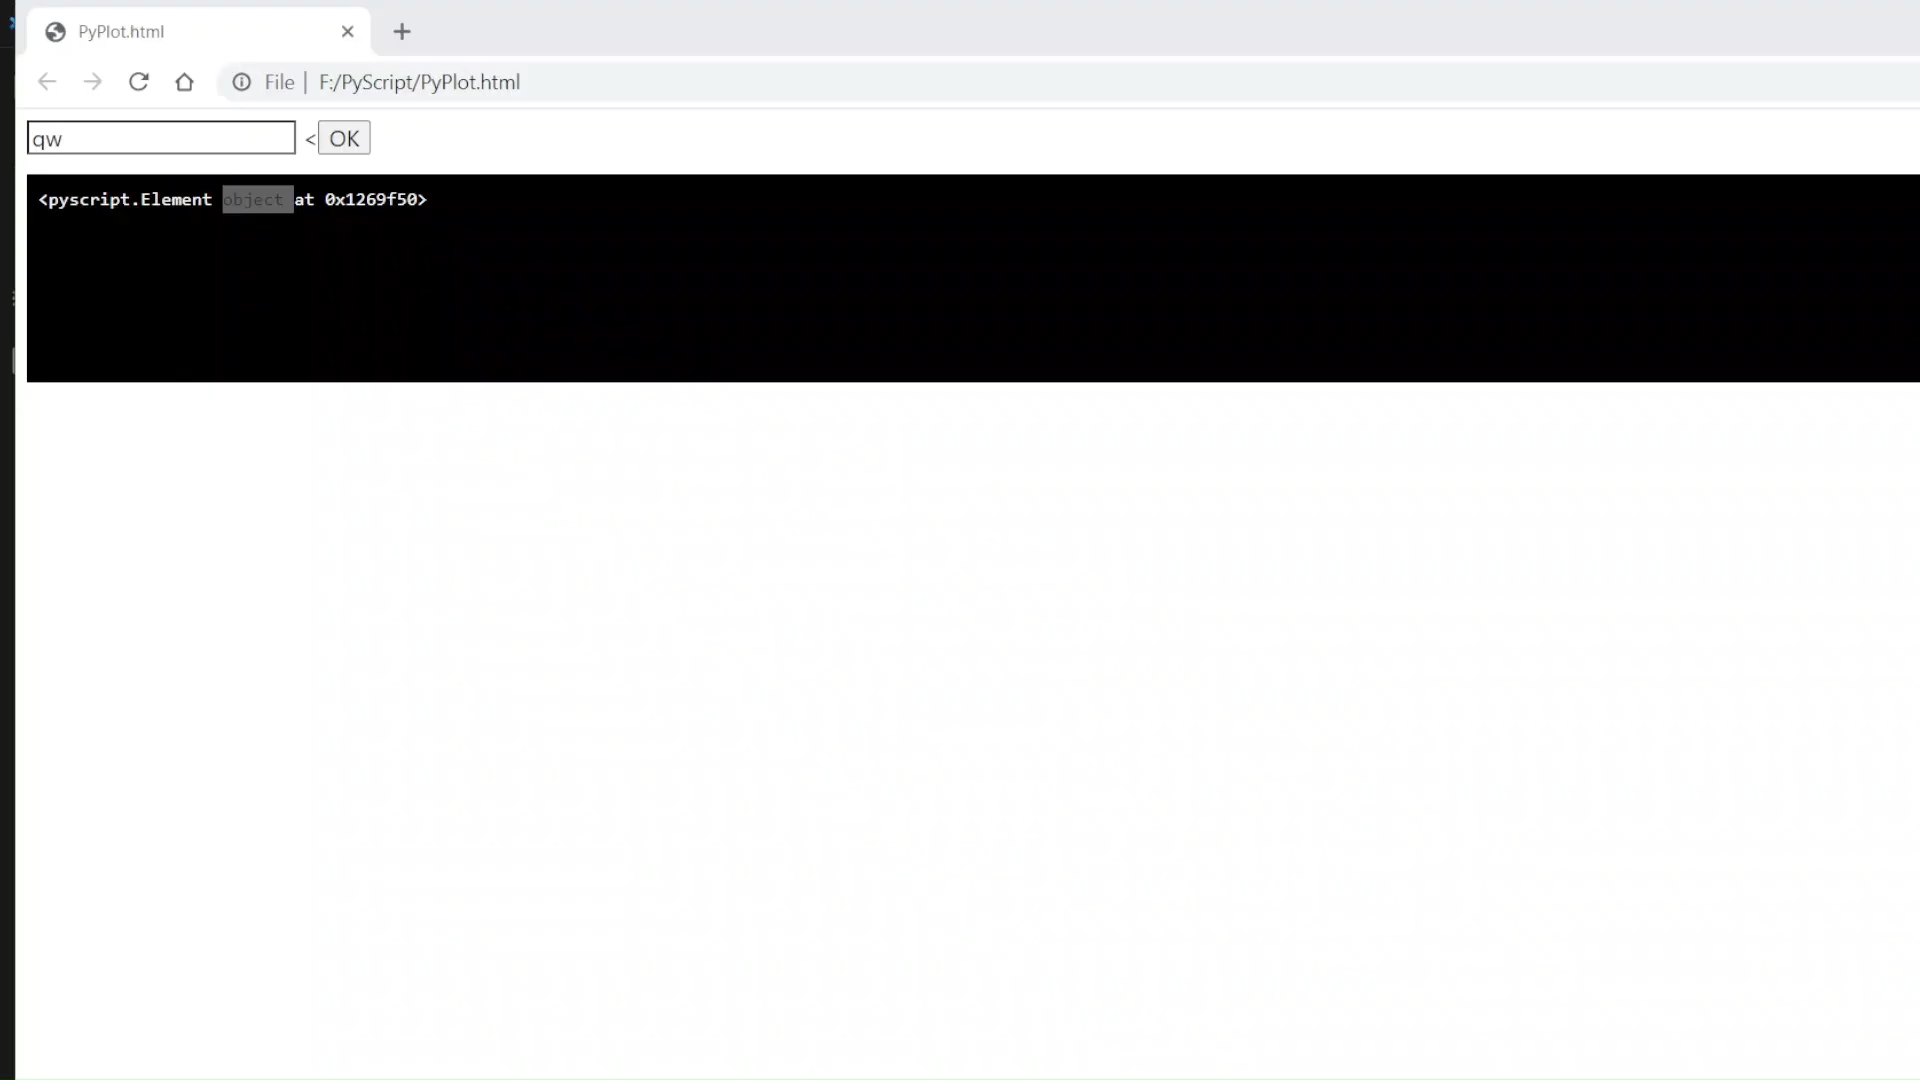 PyPlot.html
File | F:/PyScript/PyPlot.html
qw < OK
<pyscript.Element object at 0x1269f50>